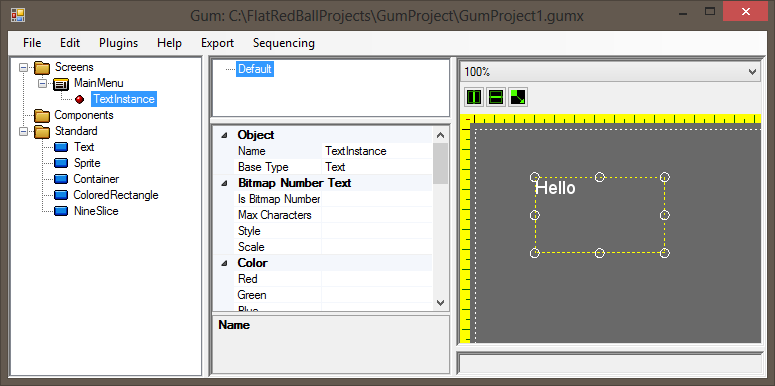 Gum: C:\FlatRedBallProjects\GumProject\GumProject1.gumx
File Edit Plugins Help Export Sequencing
Screens
MainMenu
TextInstance
Components
Standard
Text
Sprite
Container
ColoredRectangle
NineSlice
Default
Object
Name TextInstance
Base Type Text
Bitmap Number Text
Is Bitmap Number
Max Characters
Style
Scale
Color
Red
Green
Blue
Name
100%
Hello